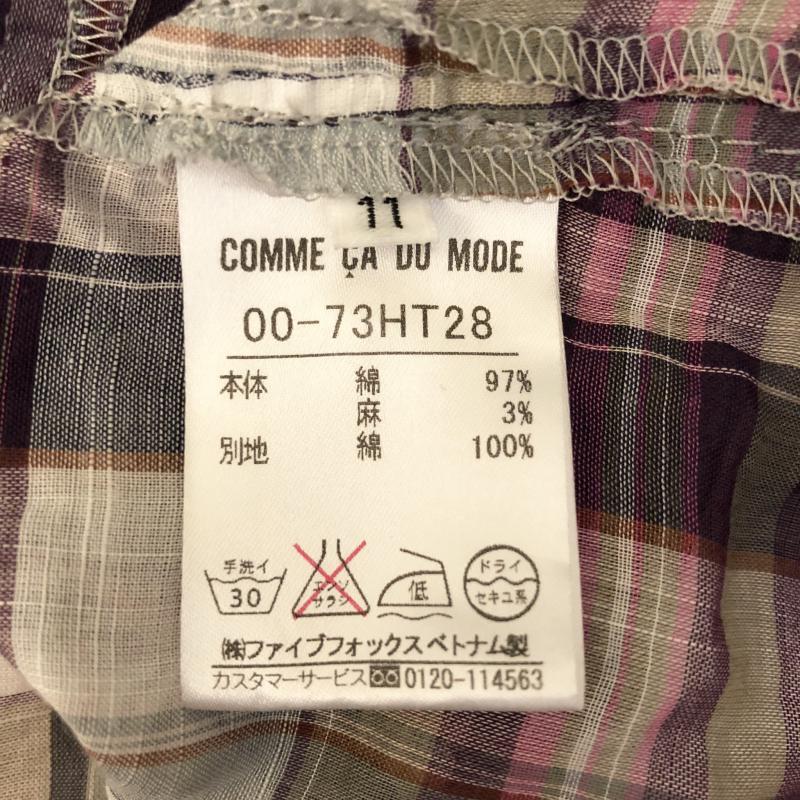 11
COMME ÇA DU MODE
00-73HT28
本体 綿 97%
麻 3%
別地 綿 100%
手洗イ
30
エンソ
サラシ
低
ドライ
セキユ系
㈱ファイブフォックス ベトナム製
カスタマーサービス 0120-114563